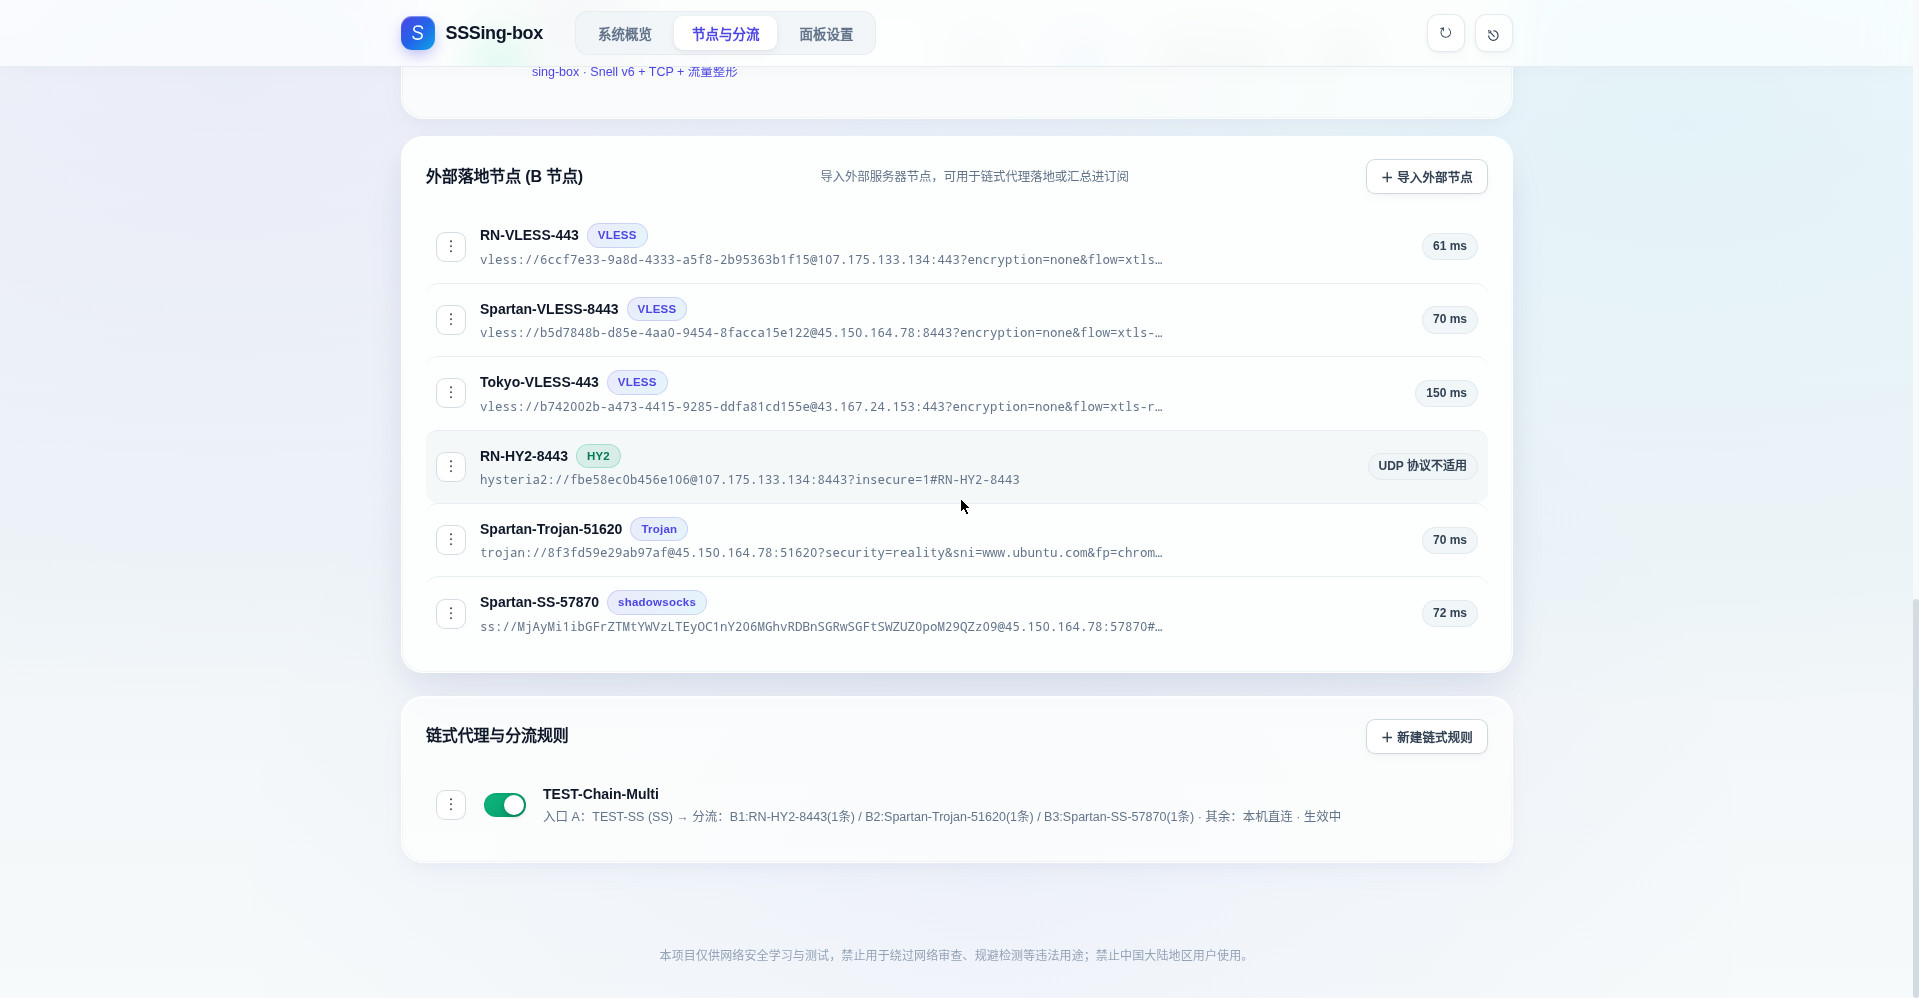 S SSSing-box 系统概览 节点与分流 面板设置
sing-box · Snell v6 + TCP + 流量整形
外部落地节点 (B 节点) 导入外部服务器节点，可用于链式代理落地或汇总进订阅 ＋ 导入外部节点
RN-VLESS-443 VLESS
vless://6ccf7e33-9a8d-4333-a5f8-2b95363b1f15@107.175.133.134:443?encryption=none&flow=xtls… 61 ms
Spartan-VLESS-8443 VLESS
vless://b5d7848b-d85e-4aa0-9454-8facca15e122@45.150.164.78:8443?encryption=none&flow=xtls-… 70 ms
Tokyo-VLESS-443 VLESS
vless://b742002b-a473-4415-9285-ddfa81cd155e@43.167.24.153:443?encryption=none&flow=xtls-r… 150 ms
RN-HY2-8443 HY2
hysteria2://fbe58ec0b456e106@107.175.133.134:8443?insecure=1#RN-HY2-8443 UDP 协议不适用
Spartan-Trojan-51620 Trojan
trojan://8f3fd59e29ab97af@45.150.164.78:51620?security=reality&sni=www.ubuntu.com&fp=chrom… 70 ms
Spartan-SS-57870 shadowsocks
ss://MjAyMi1ibGFrZTMtYWVzLTEyOC1nY206MGhvRDBnSGRwSGFtSWZUZ0poM29QZz09@45.150.164.78:57870#… 72 ms
链式代理与分流规则 ＋ 新建链式规则
TEST-Chain-Multi
入口 A：TEST-SS (SS) → 分流：B1:RN-HY2-8443(1条) / B2:Spartan-Trojan-51620(1条) / B3:Spartan-SS-57870(1条) · 其余：本机直连 · 生效中
本项目仅供网络安全学习与测试，禁止用于绕过网络审查、规避检测等违法用途；禁止中国大陆地区用户使用。